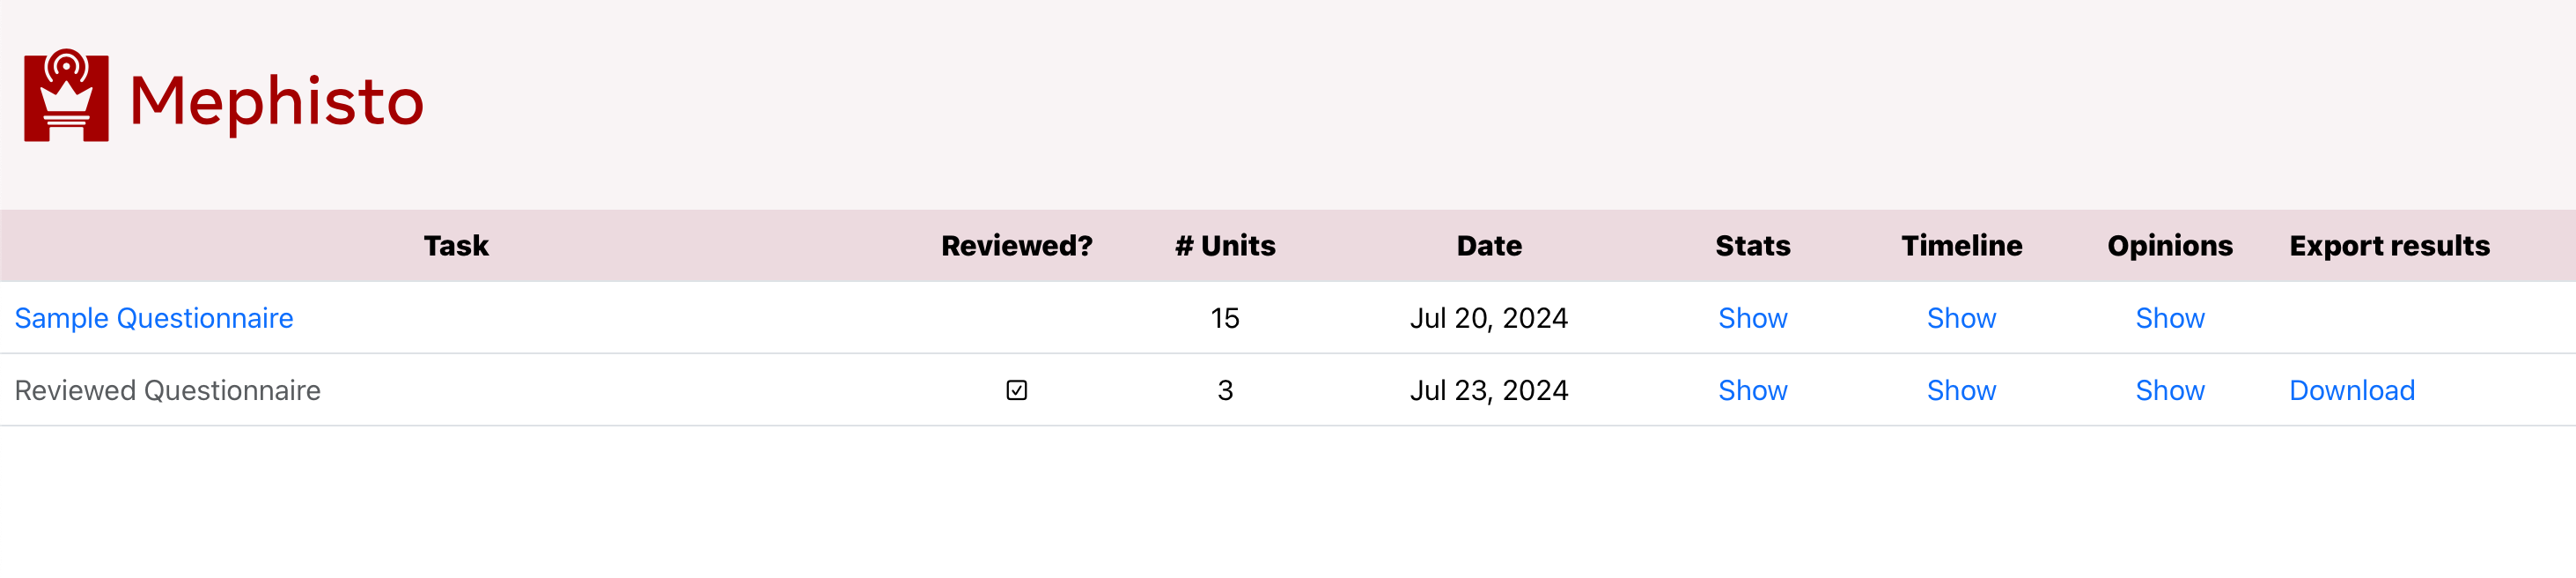 Mephisto
Task Reviewed? # Units Date Stats Timeline Opinions Export results
Sample Questionnaire 15 Jul 20, 2024 Show Show Show
Reviewed Questionnaire 3 Jul 23, 2024 Show Show Show Download